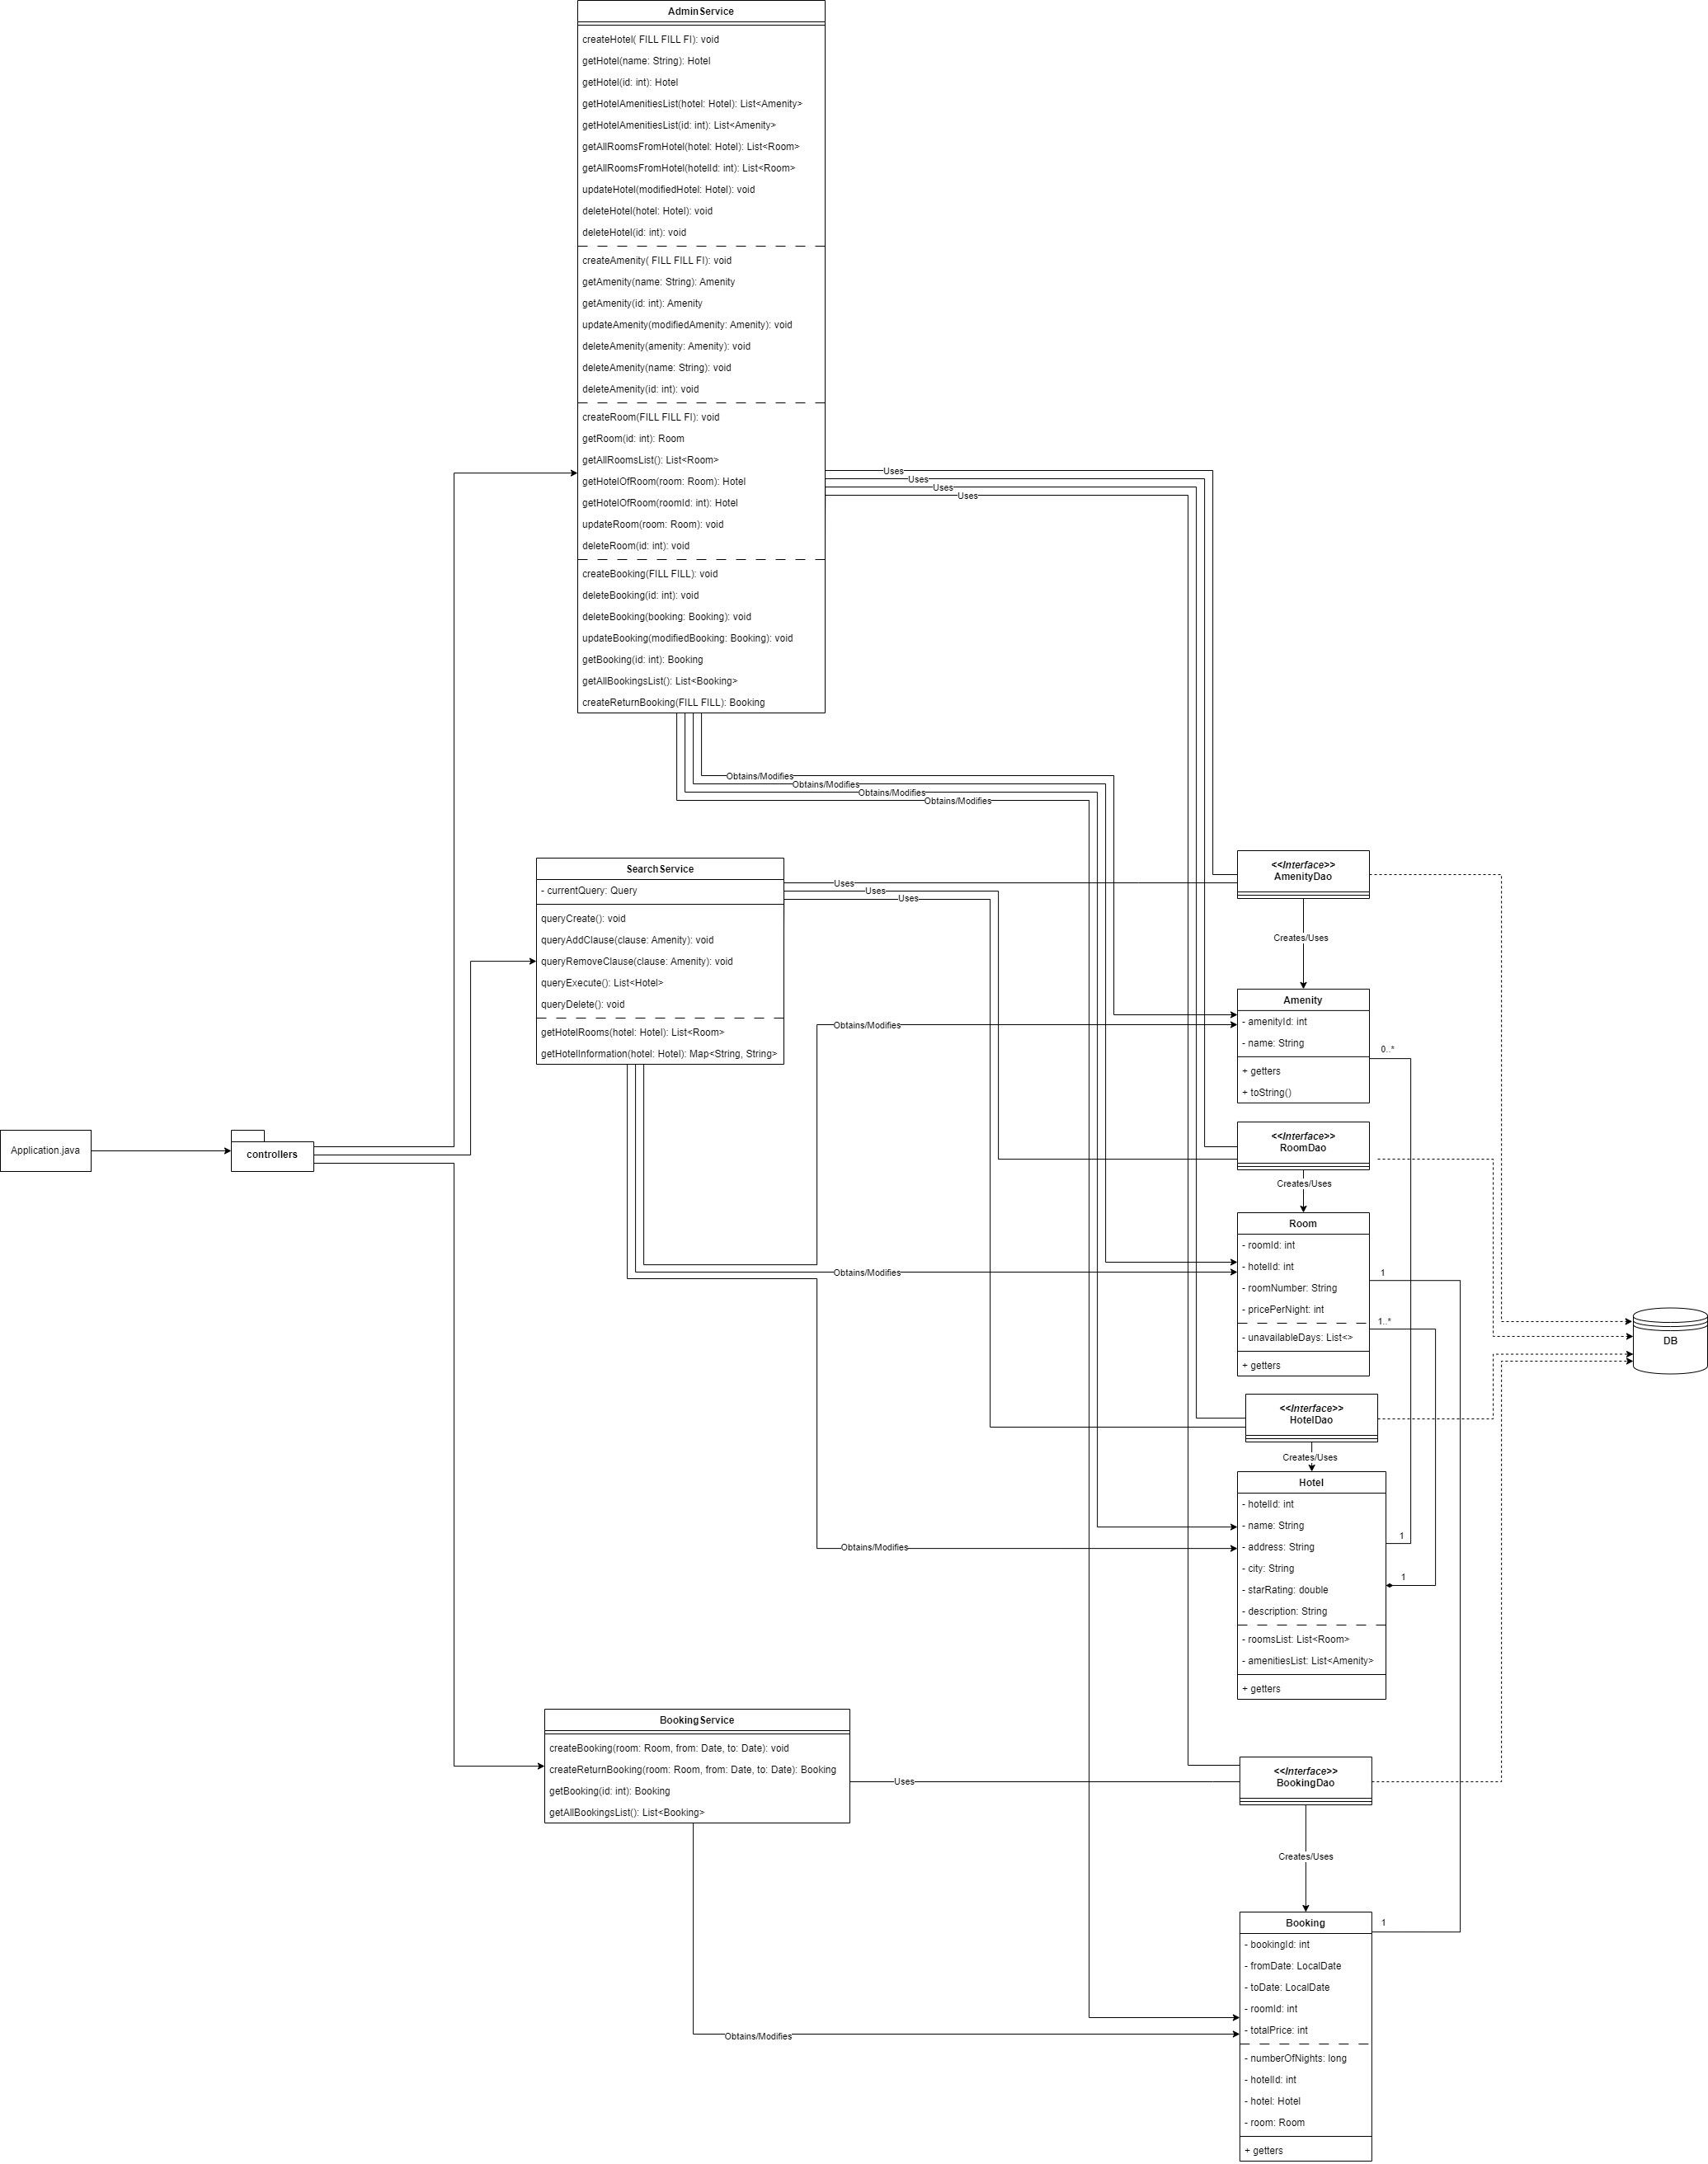 AdminService
createHotel( FILL FILL FI): void
getHotel(name: String): Hotel
getHotel(id: int): Hotel
getHotelAmenitiesList(hotel: Hotel): List<Amenity>
getHotelAmenitiesList(id: int): List<Amenity>
getAllRoomsFromHotel(hotel: Hotel): List<Room>
getAllRoomsFromHotel(hotelId: int): List<Room>
updateHotel(modifiedHotel: Hotel): void
deleteHotel(hotel: Hotel): void
deleteHotel(id: int): void
createAmenity( FILL FILL FI): void
getAmenity(name: String): Amenity
getAmenity(id: int): Amenity
updateAmenity(modifiedAmenity: Amenity): void
deleteAmenity(amenity: Amenity): void
deleteAmenity(name: String): void
deleteAmenity(id: int): void
createRoom(FILL FILL FI): void
getRoom(id: int): Room
getAllRoomsList(): List<Room>
getHotelOfRoom(room: Room): Hotel
getHotelOfRoom(roomId: int): Hotel
updateRoom(room: Room): void
deleteRoom(id: int): void
createBooking(FILL FILL): void
deleteBooking(id: int): void
deleteBooking(booking: Booking): void
updateBooking(modifiedBooking: Booking): void
getBooking(id: int): Booking
getAllBookingsList(): List<Booking>
createReturnBooking(FILL FILL): Booking
Uses
Uses
Uses
Uses
Obtains/Modifies
Obtains/Modifies
Obtains/Modifies
Obtains/Modifies
SearchService
- currentQuery: Query
queryCreate(): void
queryAddClause(clause: Amenity): void
queryRemoveClause(clause: Amenity): void
queryExecute(): List<Hotel>
queryDelete(): void
getHotelRooms(hotel: Hotel): List<Room>
getHotelInformation(hotel: Hotel): Map<String, String>
Uses
Uses
Uses
Obtains/Modifies
Obtains/Modifies
Obtains/Modifies
Application.java
controllers
BookingService
createBooking(room: Room, from: Date, to: Date): void
createReturnBooking(room: Room, from: Date, to: Date): Booking
getBooking(id: int): Booking
getAllBookingsList(): List<Booking>
Uses
Obtains/Modifies
<<Interface>>
AmenityDao
Creates/Uses
Amenity
- amenityId: int
- name: String
+ getters
+ toString()
0..*
<<Interface>>
RoomDao
Creates/Uses
Room
- roomId: int
- hotelId: int
- roomNumber: String
- pricePerNight: int
- unavailableDays: List<>
+ getters
1
1..*
DB
<<Interface>>
HotelDao
Creates/Uses
Hotel
- hotelId: int
- name: String
- address: String
- city: String
- starRating: double
- description: String
- roomsList: List<Room>
- amenitiesList: List<Amenity>
+ getters
1
1
<<Interface>>
BookingDao
Creates/Uses
Booking
- bookingId: int
- fromDate: LocalDate
- toDate: LocalDate
- roomId: int
- totalPrice: int
- numberOfNights: long
- hotelId: int
- hotel: Hotel
- room: Room
+ getters
1